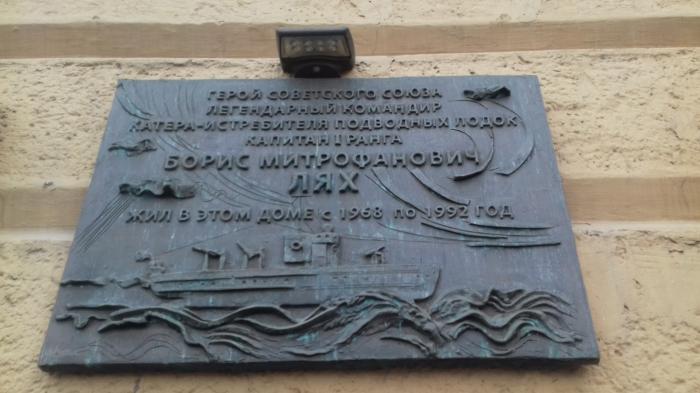 ГЕРОЙ СОВЕТСКОГО СОЮЗА
ЛЕГЕНДАРНЫЙ КОМАНДИР
КАТЕРА-ИСТРЕБИТЕЛЯ ПОДВОДНЫХ ЛОДОК
КАПИТАН I РАНГА
БОРИС МИТРОФАНОВИЧ
ЛЯХ
ЖИЛ В ЭТОМ ДОМЕ С 1968 ПО 1992 ГОД